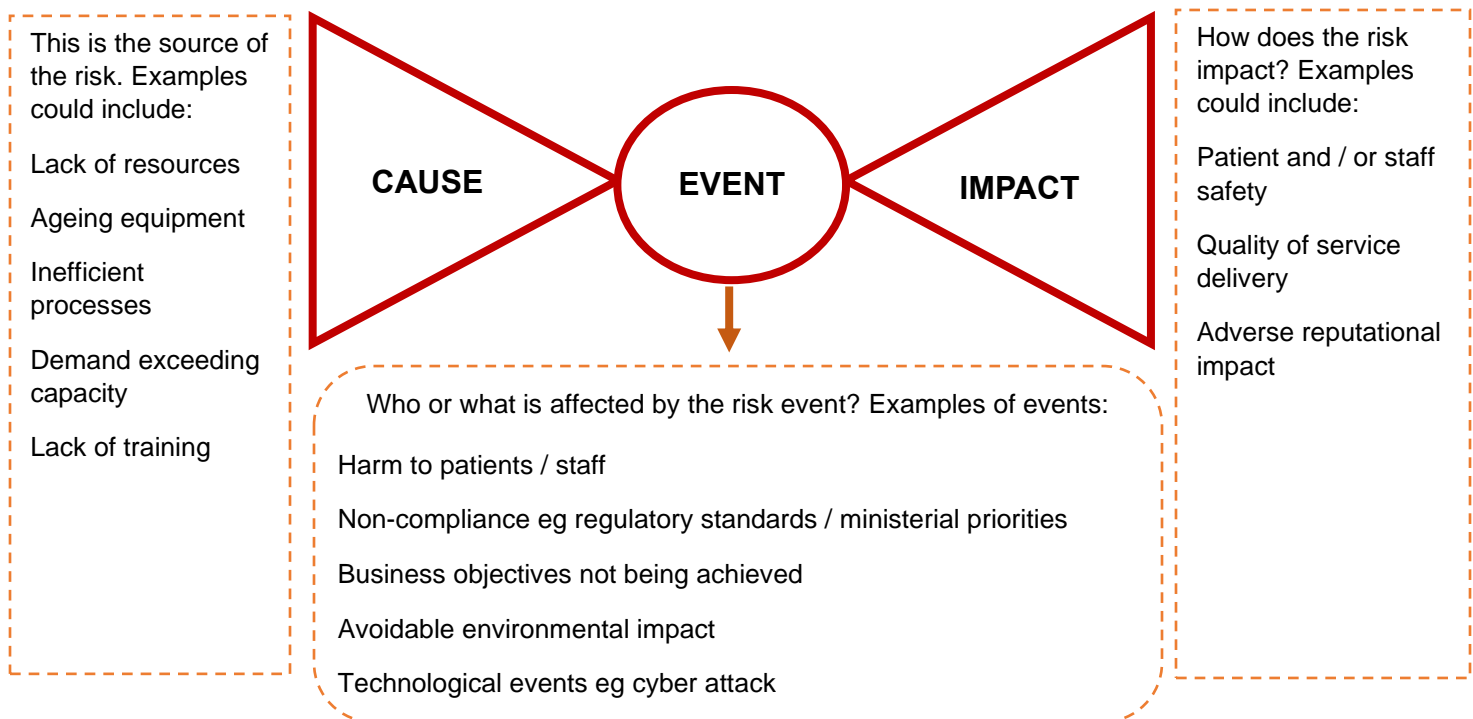 This is the source of
the risk. Examples
could include:
Lack of resources
Ageing equipment
Inefficient
processes
Demand exceeding
capacity
Lack of training
CAUSE
EVENT
IMPACT
Who or what is affected by the risk event? Examples of events:
Harm to patients / staff
Non-compliance eg regulatory standards / ministerial priorities
Business objectives not being achieved
Avoidable environmental impact
Technological events eg cyber attack
How does the risk
impact? Examples
could include:
Patient and / or staff
safety
Quality of service
delivery
Adverse reputational
impact